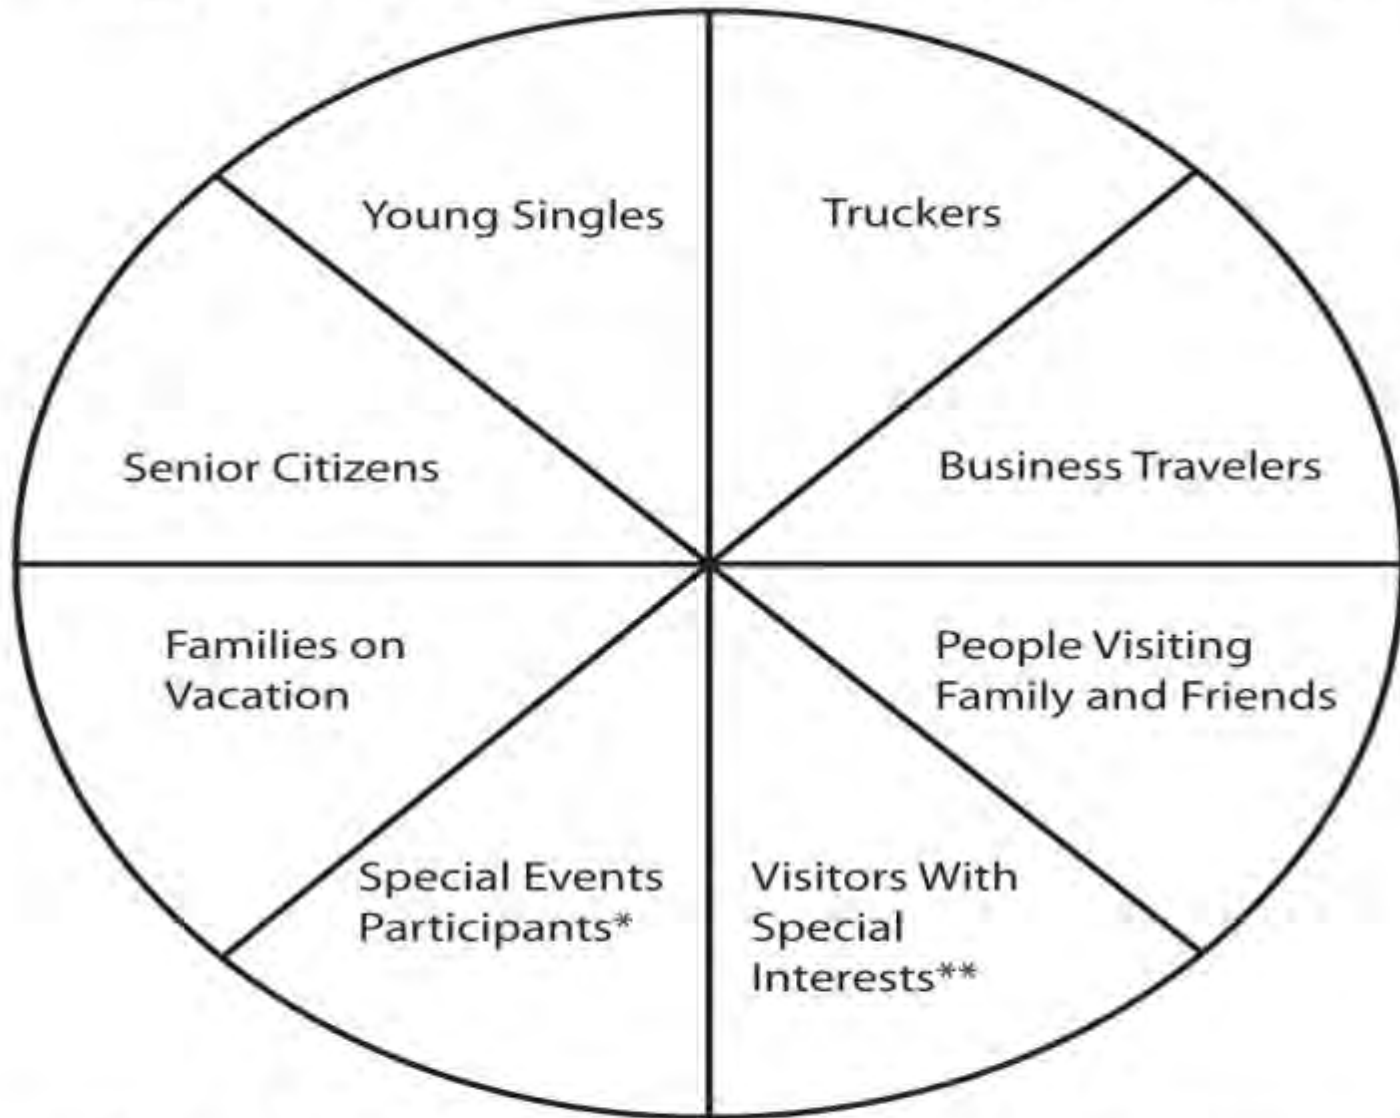 Young Singles
Truckers
Senior Citizens
Business Travelers
Families on
Vacation
People Visiting
Family and Friends
Special Events
Participants*
Visitors With
Special
Interests**